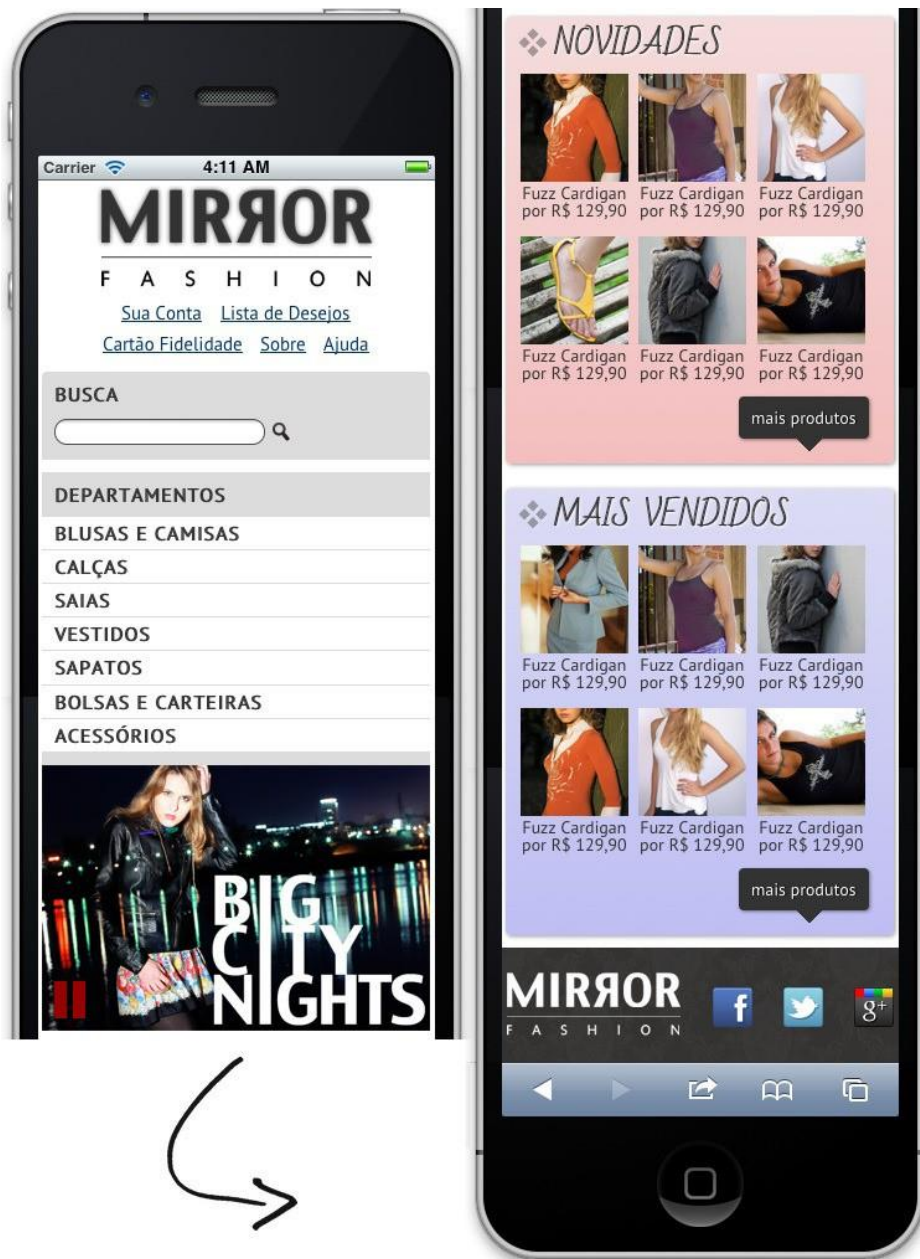 Carrier 4:11 AM
MIRЯOR
FASHION
Sua Conta Lista de Desejos
Cartão Fidelidade Sobre Ajuda
BUSCA
DEPARTAMENTOS
BLUSAS E CAMISAS
CALÇAS
SAIAS
VESTIDOS
SAPATOS
BOLSAS E CARTEIRAS
ACESSÓRIOS
BIG
CITY
NIGHTS
NOVIDADES
Fuzz Cardigan Fuzz Cardigan Fuzz Cardigan
por R$ 129,90 por R$ 129,90 por R$ 129,90
Fuzz Cardigan Fuzz Cardigan Fuzz Cardigan
por R$ 129,90 por R$ 129,90 por R$ 129,90
mais produtos
MAIS VENDIDOS
Fuzz Cardigan Fuzz Cardigan Fuzz Cardigan
por R$ 129,90 por R$ 129,90 por R$ 129,90
Fuzz Cardigan Fuzz Cardigan Fuzz Cardigan
por R$ 129,90 por R$ 129,90 por R$ 129,90
mais produtos
MIRЯOR
FASHION
f
g+